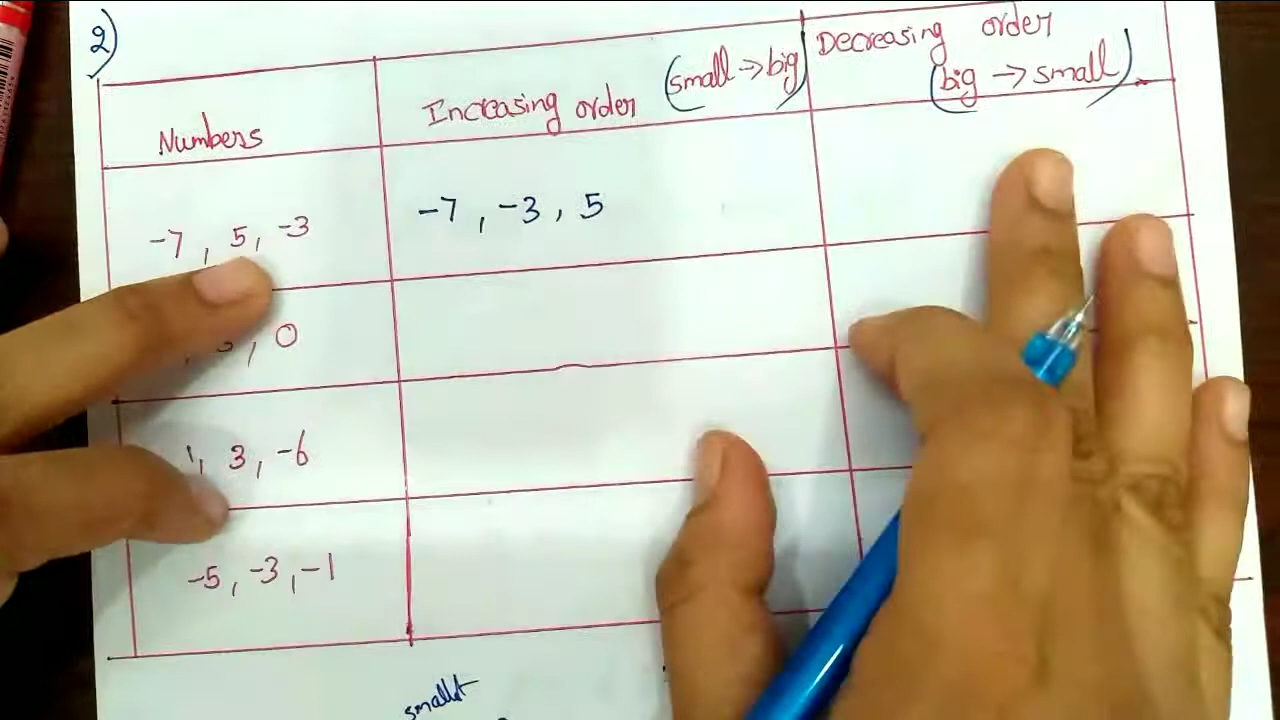 2)
Numbers
Increasing order (small → big)
Decreasing order
(big → small)
-7, 5, -3
-7, -3, 5
, 0
, 3, -6
-5, -3, -1
smallest